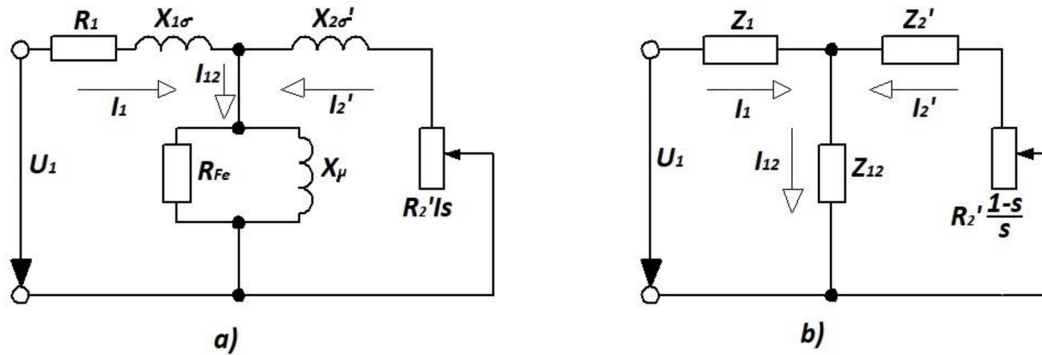 R1
X1σ
X2σ'
I12
I1
I2'
U1
RFe
Xμ
R2'Is
a)
Z1
Z2'
I1
I2'
U1
I12
Z12
R2' 1-s
s
b)